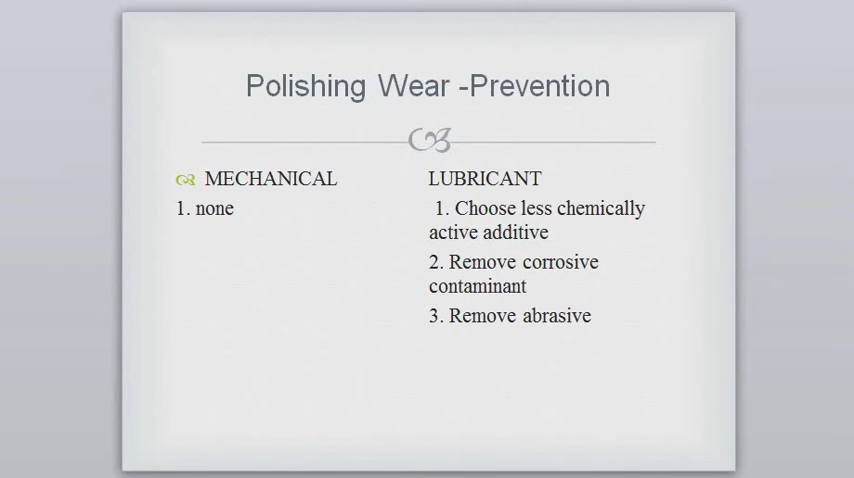 Polishing Wear -Prevention
MECHANICAL
1. none
LUBRICANT
1. Choose less chemically
active additive
2. Remove corrosive
contaminant
3. Remove abrasive